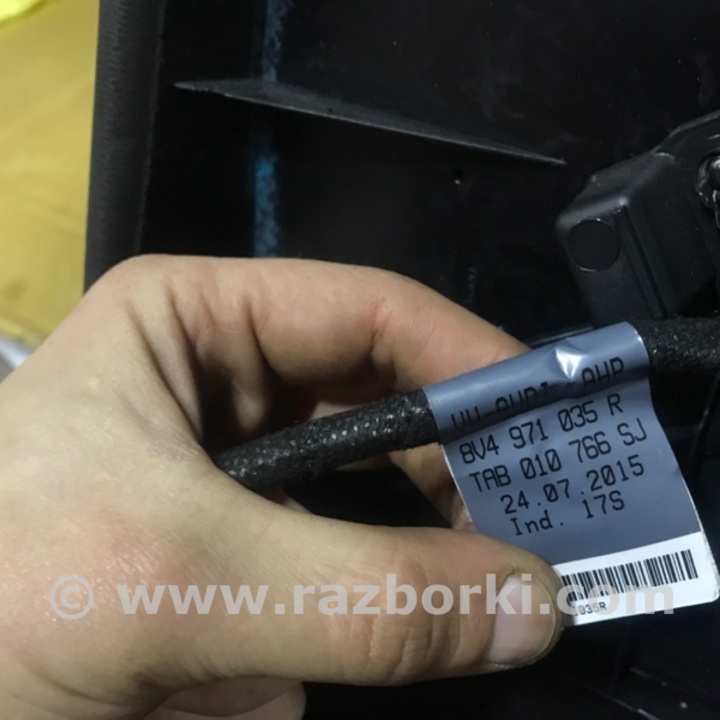 8V4 971 035 R
TAB 010 766 SJ
24.07.2015
Ind. 17S
© www.razborki.com